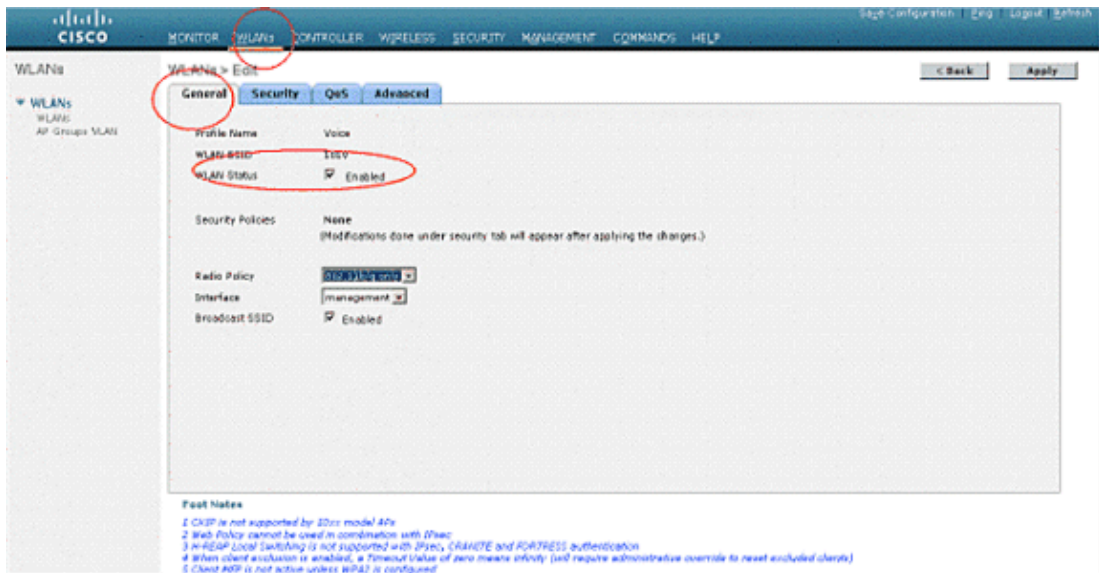 Save Configuration | Ping | Logout | Refresh
CISCO
MONITOR WLANs CONTROLLER WIRELESS SECURITY MANAGEMENT COMMANDS HELP
WLANs
WLANs > Edit
< Back
Apply
WLANs
WLANs
AP Groups VLAN
General Security QoS Advanced
Profile Name Voice
WLAN SSID
WLAN Status Enabled
Security Policies None
(Modifications done under security tab will appear after applying the changes.)
Radio Policy 802.11b/g only
Interface management
Broadcast SSID Enabled
Foot Notes
1 CKIP is not supported by 10xx model APs
2 Web Policy cannot be used in combination with IPsec
3 H-REAP Local Switching is not supported with IPsec, CRANITE and FORTRESS authentication
4 When client exclusion is enabled, a Timeout Value of zero means infinity (will require administrative override to reset excluded clients)
5 Client MFP is not active unless WPA2 is configured